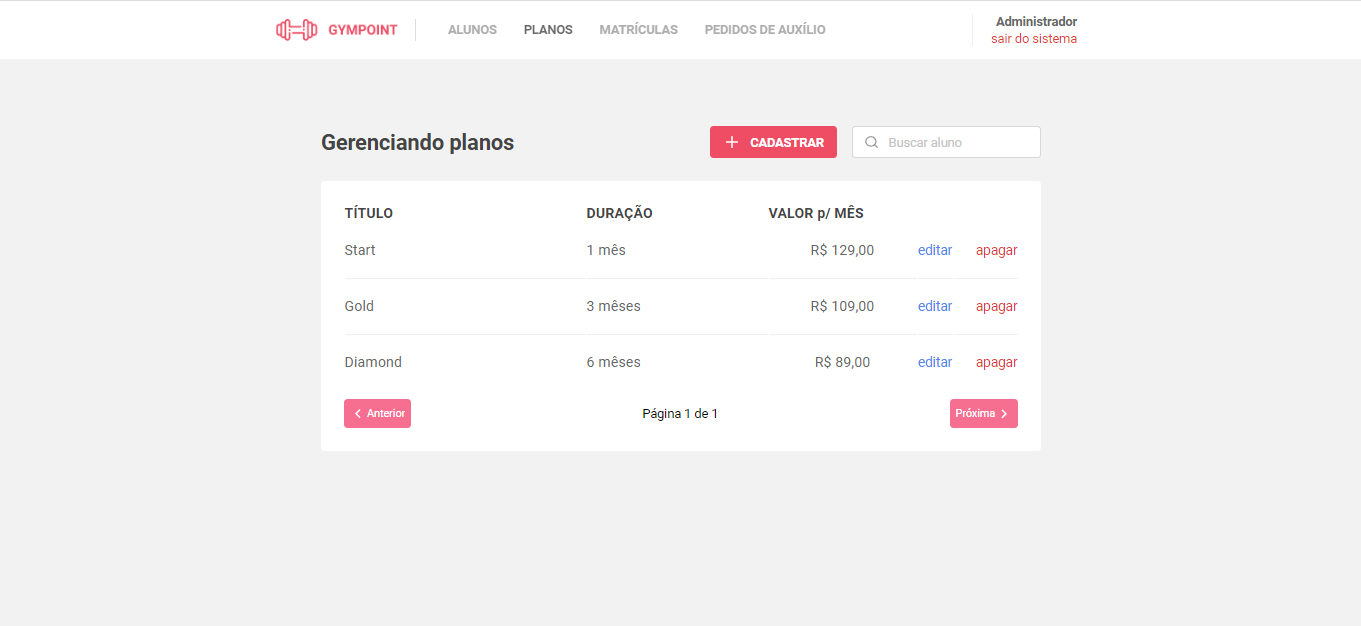 GYMPOINT ALUNOS PLANOS MATRÍCULAS PEDIDOS DE AUXÍLIO Administrador
sair do sistema
Gerenciando planos CADASTRAR Buscar aluno
TÍTULO DURAÇÃO VALOR p/ MÊS
Start 1 mês R$ 129,00 editar apagar
Gold 3 mêses R$ 109,00 editar apagar
Diamond 6 mêses R$ 89,00 editar apagar
Anterior Página 1 de 1 Próxima